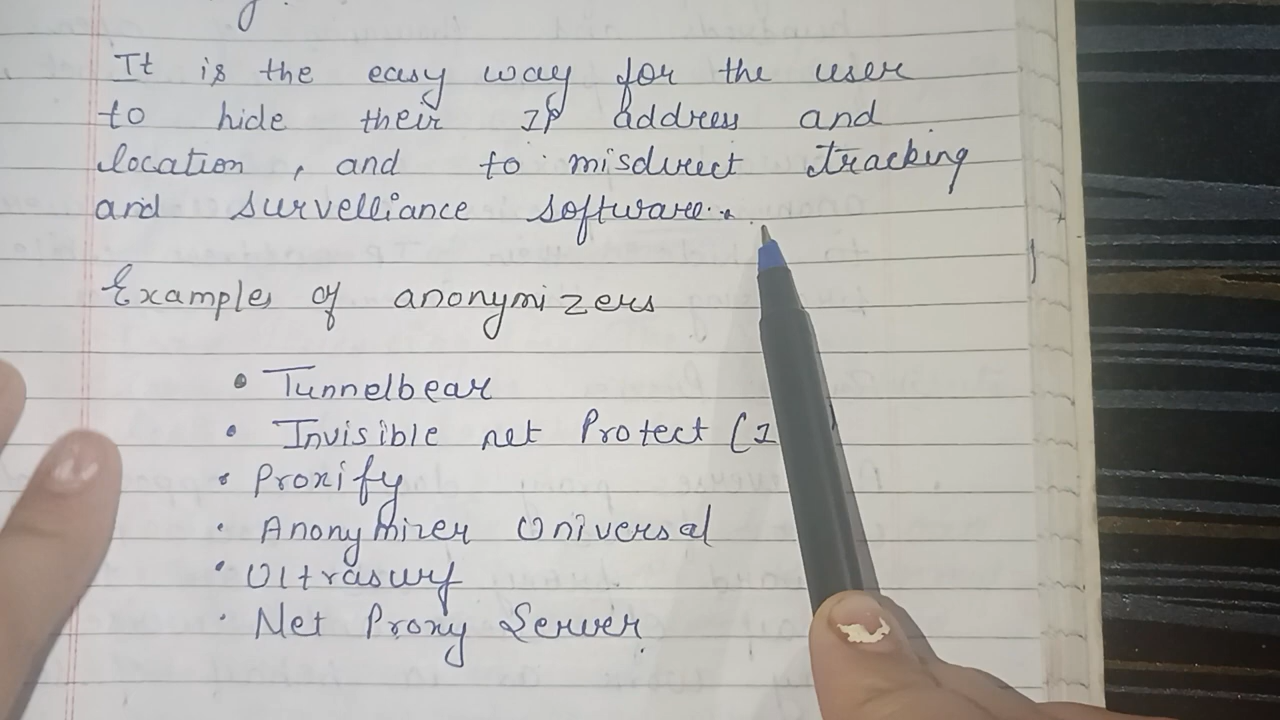 It is the easy way for the user
to hide their IP address and
location, and to misdirect tracking
and survelliance software..
Examples of anonymizers
• Tunnelbear
• Invisible net Protect (I
• Proxify
• Anonymizer Universal
• Ultrasurf
• Net Proxy Server.